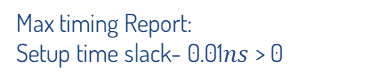 Max timing Report:
Setup time slack- 0.01ns > 0